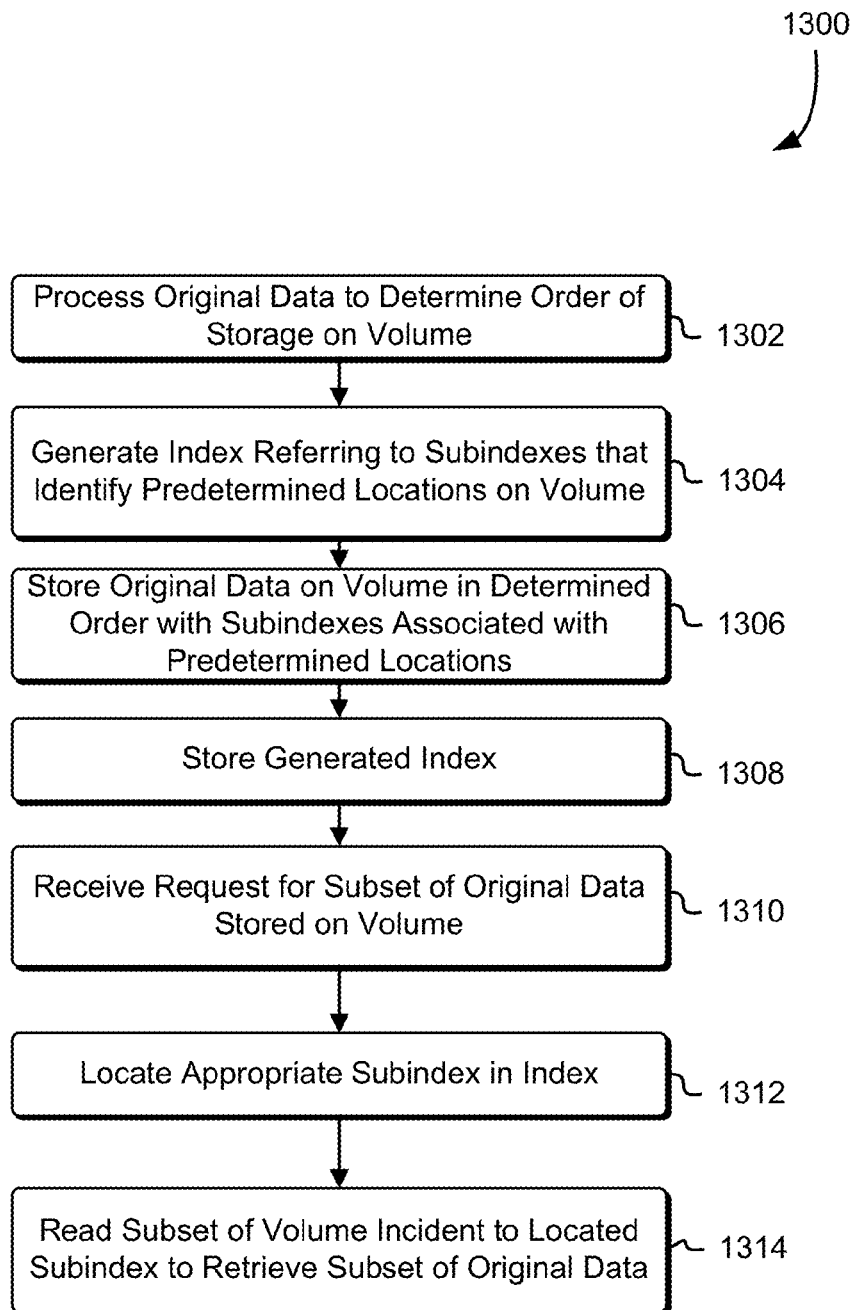 1300
Process Original Data to Determine Order of
Storage on Volume
1302
Generate Index Referring to Subindexes that
Identify Predetermined Locations on Volume
1304
Store Original Data on Volume in Determined
Order with Subindexes Associated with
Predetermined Locations
1306
Store Generated Index
1308
Receive Request for Subset of Original Data
Stored on Volume
1310
Locate Appropriate Subindex in Index
1312
Read Subset of Volume Incident to Located
Subindex to Retrieve Subset of Original Data
1314